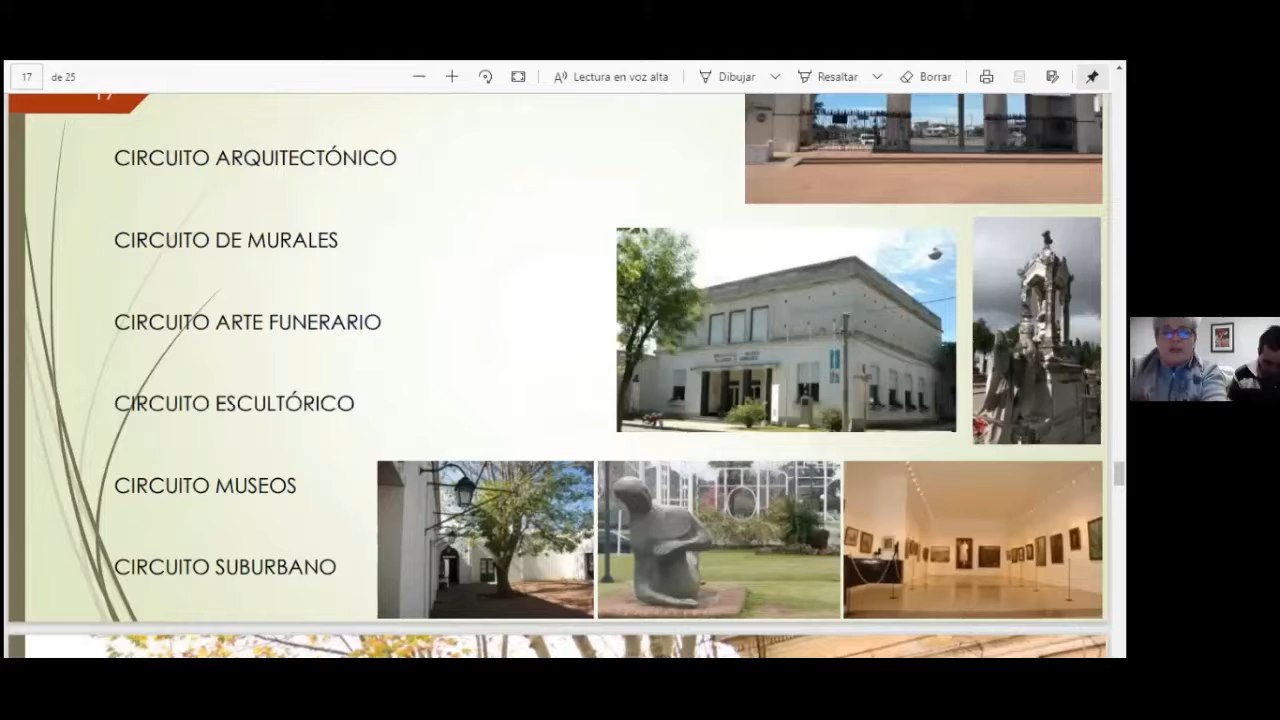 17 de 25
Lectura en voz alta
Dibujar
Resaltar
Borrar
CIRCUITO ARQUITECTÓNICO
CIRCUITO DE MURALES
CIRCUITO ARTE FUNERARIO
CIRCUITO ESCULTÓRICO
CIRCUITO MUSEOS
CIRCUITO SUBURBANO